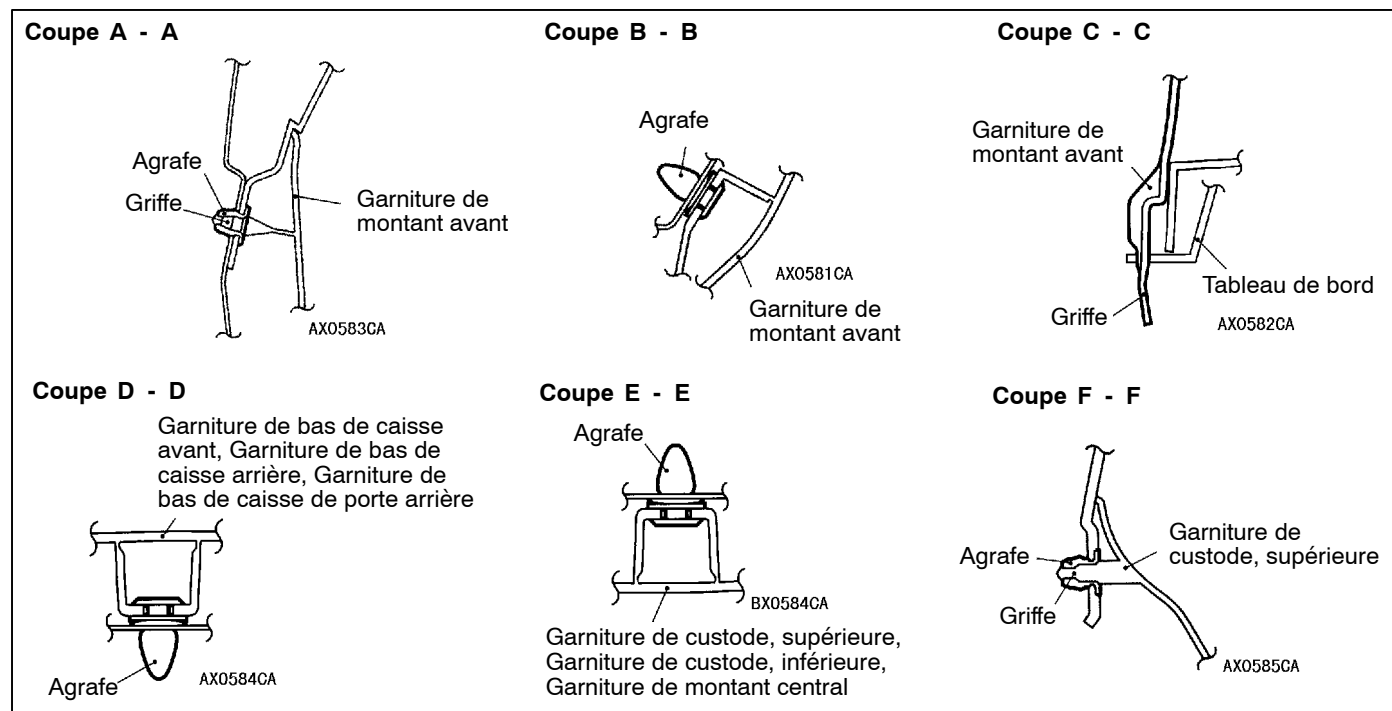 Coupe A - A
Agrafe
Griffe
Garniture de
montant avant
AX0583CA
Coupe B - B
Agrafe
AX0581CA
Garniture de
montant avant
Coupe C - C
Garniture de
montant avant
Tableau de bord
Griffe
AX0582CA
Coupe D - D
Garniture de bas de caisse
avant, Garniture de bas de
caisse arrière, Garniture de
bas de caisse de porte arrière
Agrafe
AX0584CA
Coupe E - E
Agrafe
BX0584CA
Garniture de custode, supérieure,
Garniture de custode, inférieure,
Garniture de montant central
Coupe F - F
Agrafe
Griffe
Garniture de
custode, supérieure
AX0585CA